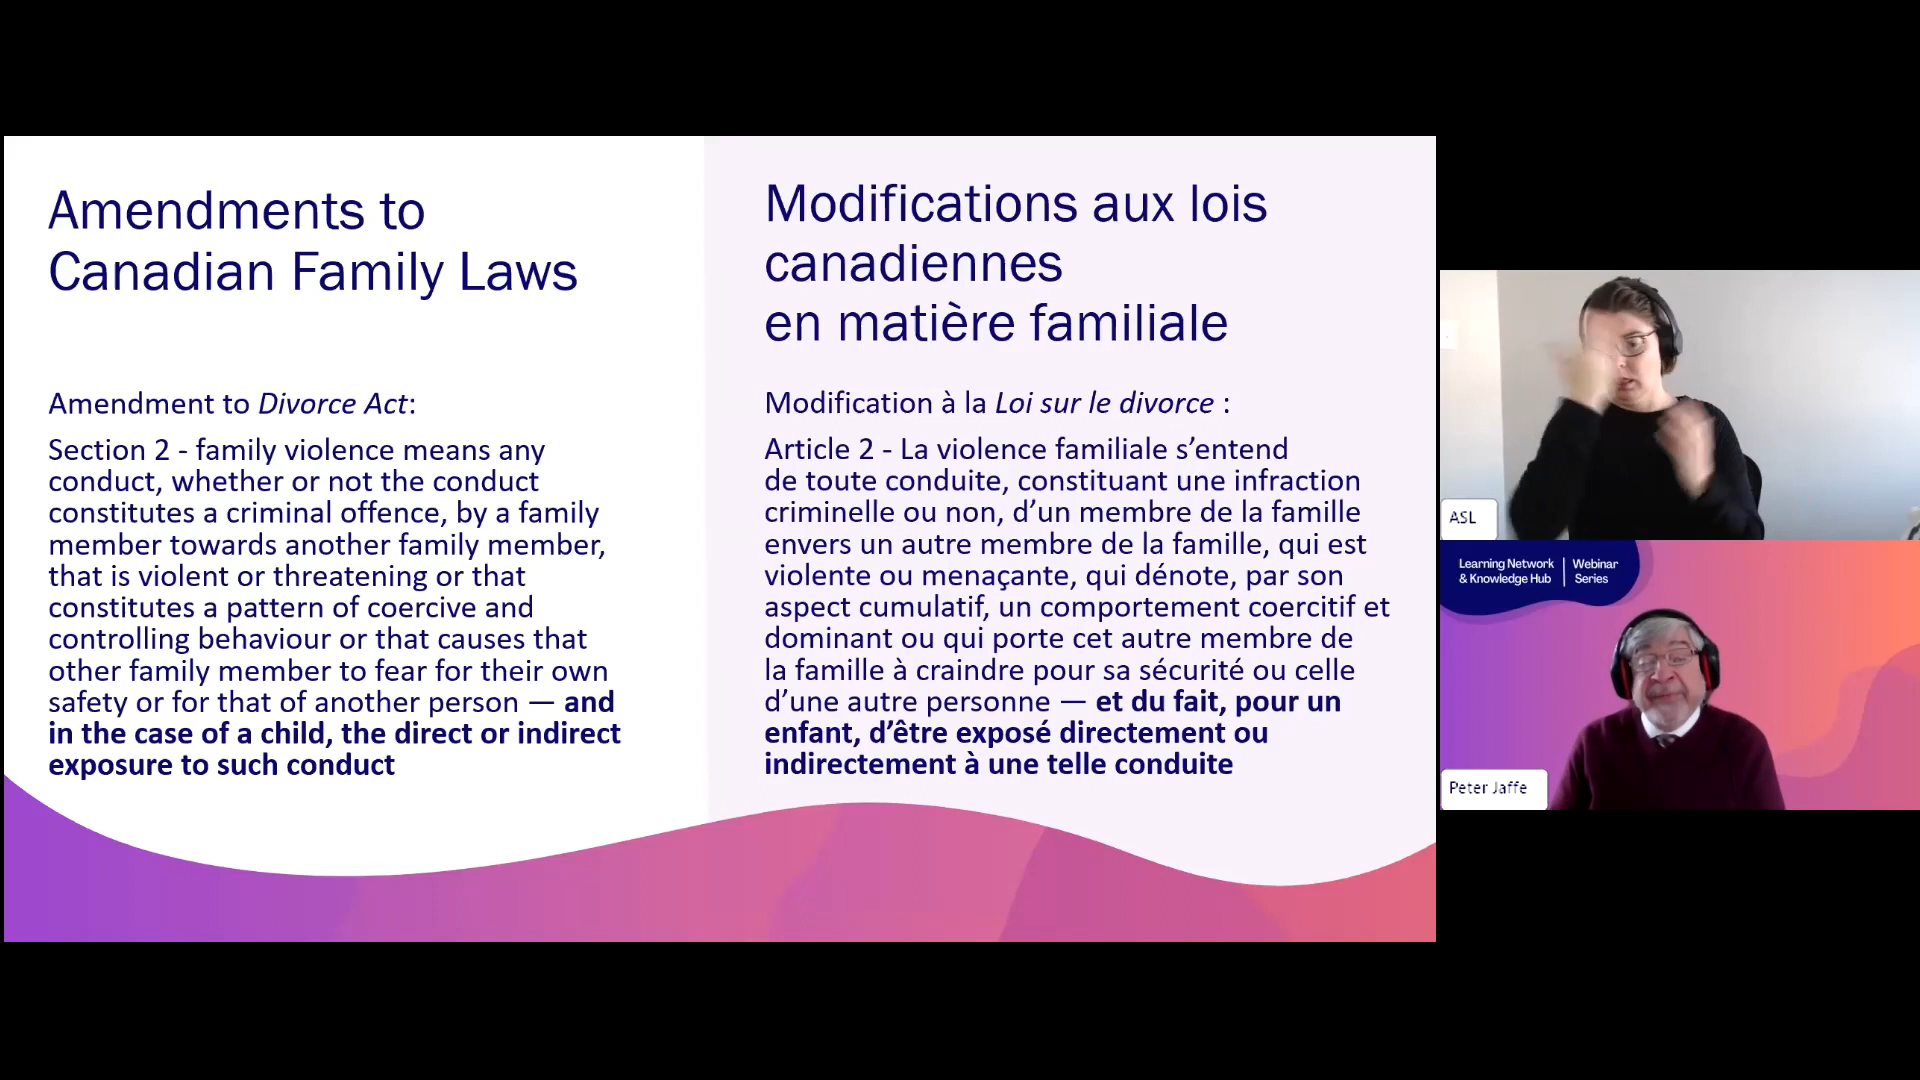 Amendments to
Canadian Family Laws
Amendment to Divorce Act:
Section 2 - family violence means any
conduct, whether or not the conduct
constitutes a criminal offence, by a family
member towards another family member,
that is violent or threatening or that
constitutes a pattern of coercive and
controlling behaviour or that causes that
other family member to fear for their own
safety or for that of another person — and
in the case of a child, the direct or indirect
exposure to such conduct
Modifications aux lois
canadiennes
en matière familiale
Modification à la Loi sur le divorce :
Article 2 - La violence familiale s’entend
de toute conduite, constituant une infraction
criminelle ou non, d’un membre de la famille
envers un autre membre de la famille, qui est
violente ou menaçante, qui dénote, par son
aspect cumulatif, un comportement coercitif et
dominant ou qui porte cet autre membre de
la famille à craindre pour sa sécurité ou celle
d’une autre personne — et du fait, pour un
enfant, d’être exposé directement ou
indirectement à une telle conduite
ASL
Learning Network
& Knowledge Hub
Webinar
Series
Peter Jaffe